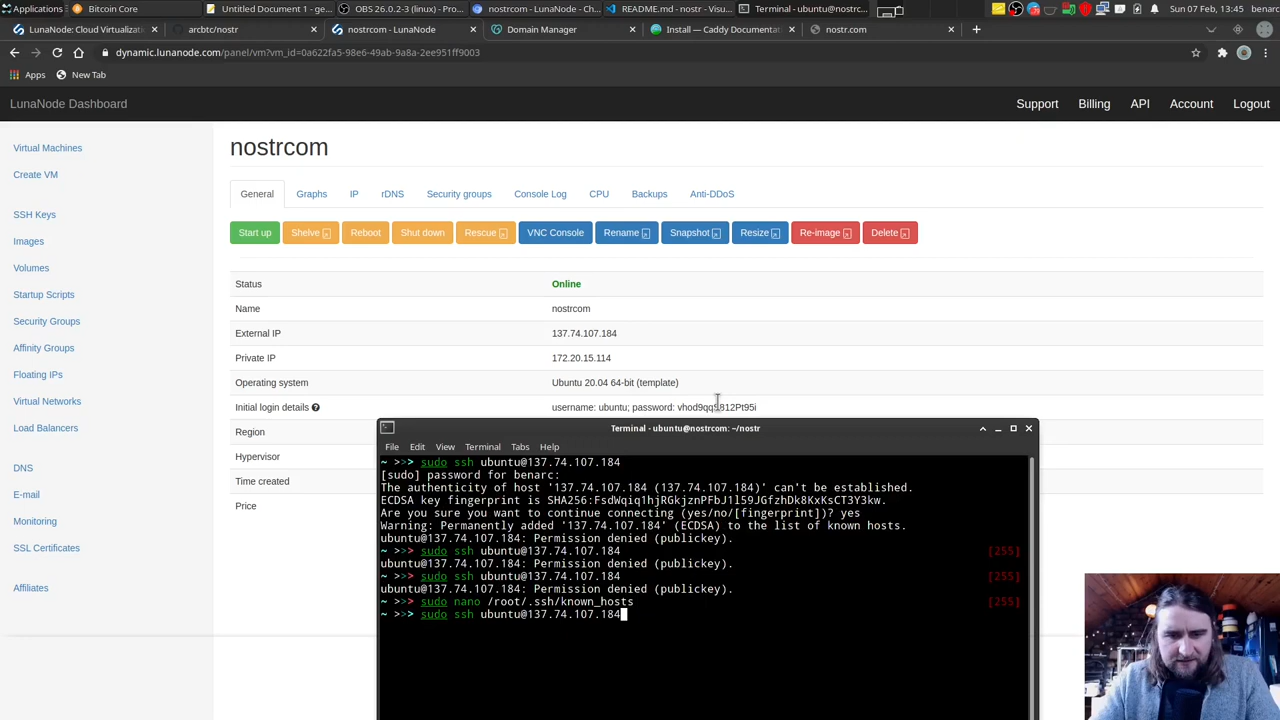 Applications
Bitcoin Core
Untitled Document 1 - ge...
OBS 26.0.2-3 (linux) - Pro...
nostrcom - LunaNode - Ch...
README.md - nostr - Visu...
Terminal - ubuntu@nostrc...
Sun 07 Feb, 13:45
benarc
LunaNode: Cloud Virtualizati
arcbtc/nostr
nostrcom - LunaNode
Domain Manager
Install — Caddy Documentat
nostr.com
dynamic.lunanode.com/panel/vm?vm_id=0a622fa5-98e6-49ab-9a8a-2ee951ff9003
Apps
New Tab
LunaNode Dashboard
Support
Billing
API
Account
Logout
Virtual Machines
Create VM
SSH Keys
Images
Volumes
Startup Scripts
Security Groups
Affinity Groups
Floating IPs
Virtual Networks
Load Balancers
DNS
E-mail
Monitoring
SSL Certificates
Affiliates
nostrcom
General
Graphs
IP
rDNS
Security groups
Console Log
CPU
Backups
Anti-DDoS
Start up
Shelve
Reboot
Shut down
Rescue
VNC Console
Rename
Snapshot
Resize
Re-image
Delete
Status Online
Name nostrcom
External IP 137.74.107.184
Private IP 172.20.15.114
Operating system Ubuntu 20.04 64-bit (template)
Initial login details username: ubuntu; password:
Region
Hypervisor
Time created
Price
Terminal - ubuntu@nostrcom: ~/nostr
File Edit View Terminal Tabs Help
~ >>> sudo ssh ubuntu@137.74.107.184
[sudo] password for benarc:
The authenticity of host '137.74.107.184 (137.74.107.184)' can't be established.
ECDSA key fingerprint is SHA256:FsdWqiq1hjRGkjznPFbJ1l59JGfzhDk8KxKsCT3Y3kw.
Are you sure you want to continue connecting (yes/no/[fingerprint])? yes
Warning: Permanently added '137.74.107.184' (ECDSA) to the list of known hosts.
ubuntu@137.74.107.184: Permission denied (publickey).
~ >>> sudo ssh ubuntu@137.74.107.184 [255]
ubuntu@137.74.107.184: Permission denied (publickey).
~ >>> sudo ssh ubuntu@137.74.107.184 [255]
ubuntu@137.74.107.184: Permission denied (publickey).
~ >>> sudo nano /root/.ssh/known_hosts [255]
~ >>> sudo ssh ubuntu@137.74.107.184